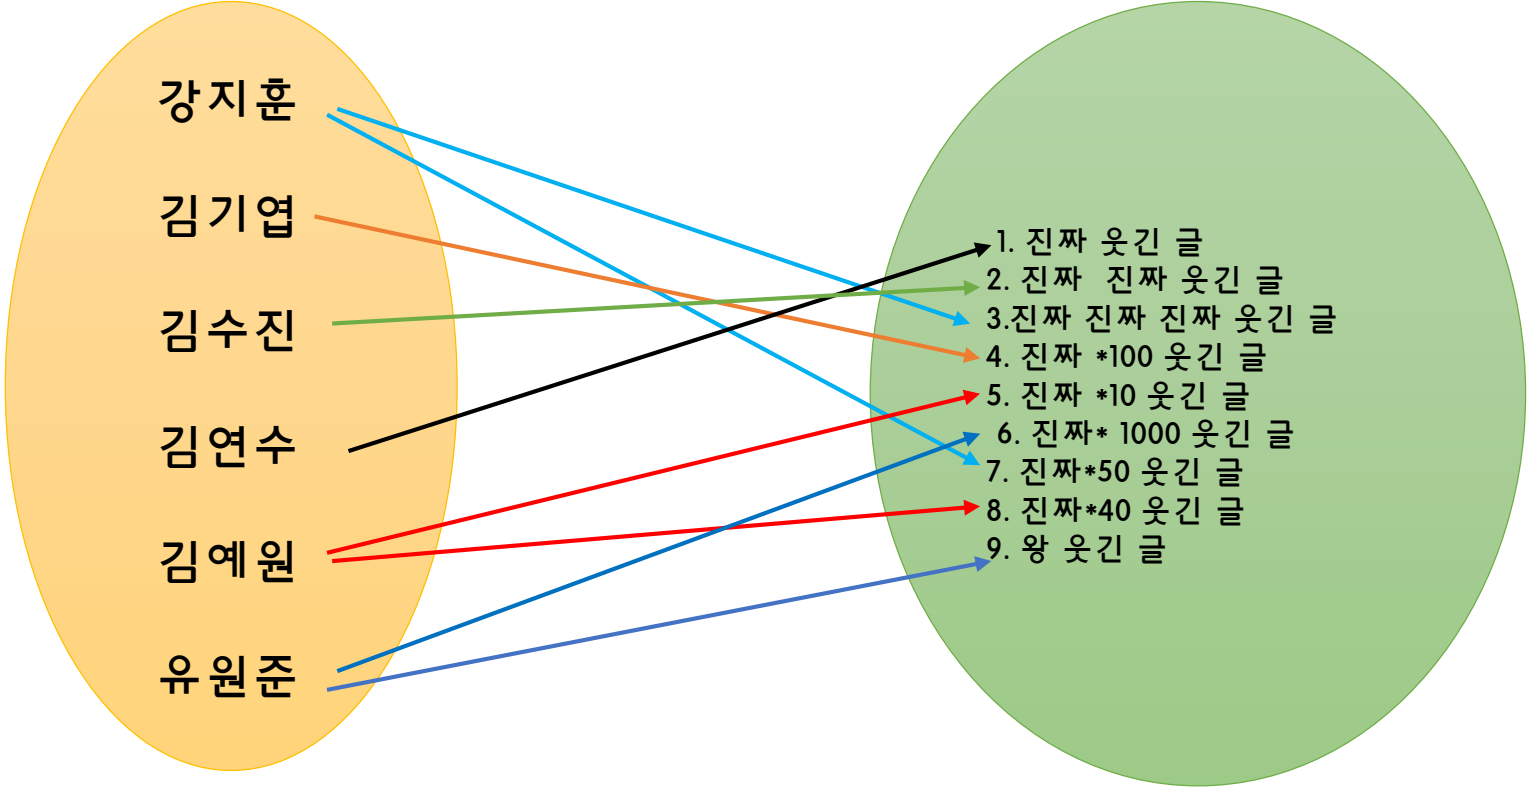 강지훈
김기엽
김수진
김연수
김예원
유원준
1. 진짜 웃긴 글
2. 진짜  진짜 웃긴 글
3.진짜 진짜 진짜 웃긴 글
4. 진짜 *100 웃긴 글
5. 진짜 *10 웃긴 글
6. 진짜* 1000 웃긴 글
7. 진짜*50 웃긴 글
8. 진짜*40 웃긴 글
9. 왕 웃긴 글